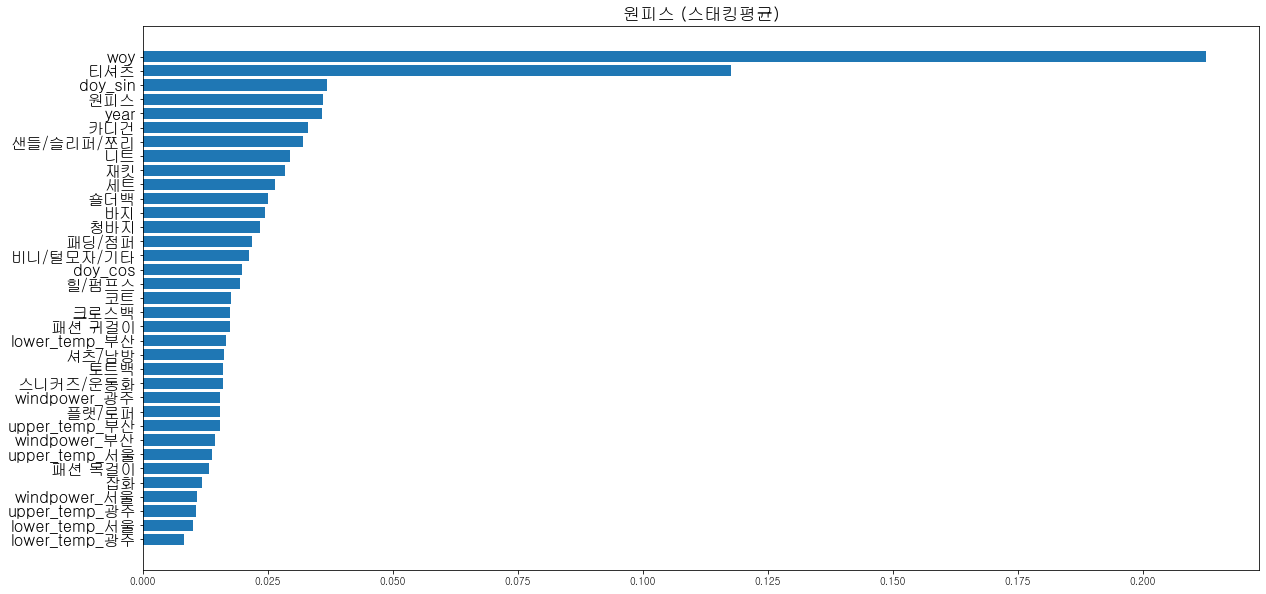 원피스 (스태킹평균)
woy
티셔츠
doy_sin
원피스
year
카디건
샌들/슬리퍼/쪼리
니트
재킷
세트
숄더백
바지
청바지
패딩/점퍼
비니/털모자/기타
doy_cos
힐/펌프스
코트
크로스백
패션 귀걸이
lower_temp_부산
셔츠/남방
토트백
스니커즈/운동화
windpower_광주
플랫/로퍼
upper_temp_부산
windpower_부산
upper_temp_서울
패션 목걸이
잡화
windpower_서울
upper_temp_광주
lower_temp_서울
lower_temp_광주
0.000 0.025 0.050 0.075 0.100 0.125 0.150 0.175 0.200